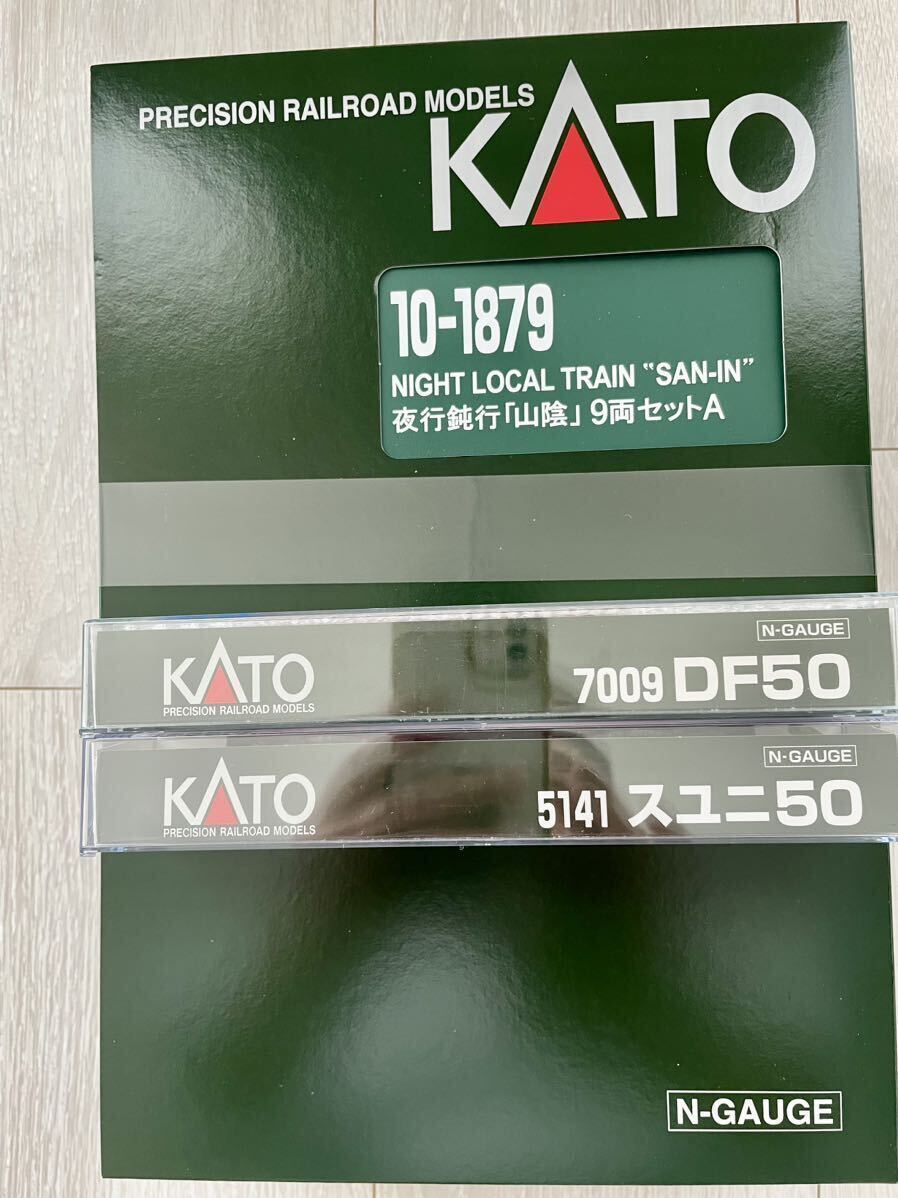 PRECISION RAILROAD MODELS
KATO
10-1879
NIGHT LOCAL TRAIN “SAN-IN”
夜行鈍行「山陰」9両セットA
N-GAUGE
KATO
PRECISION RAILROAD MODELS
7009 DF50
N-GAUGE
KATO
PRECISION RAILROAD MODELS
5141 スユニ50
N-GAUGE